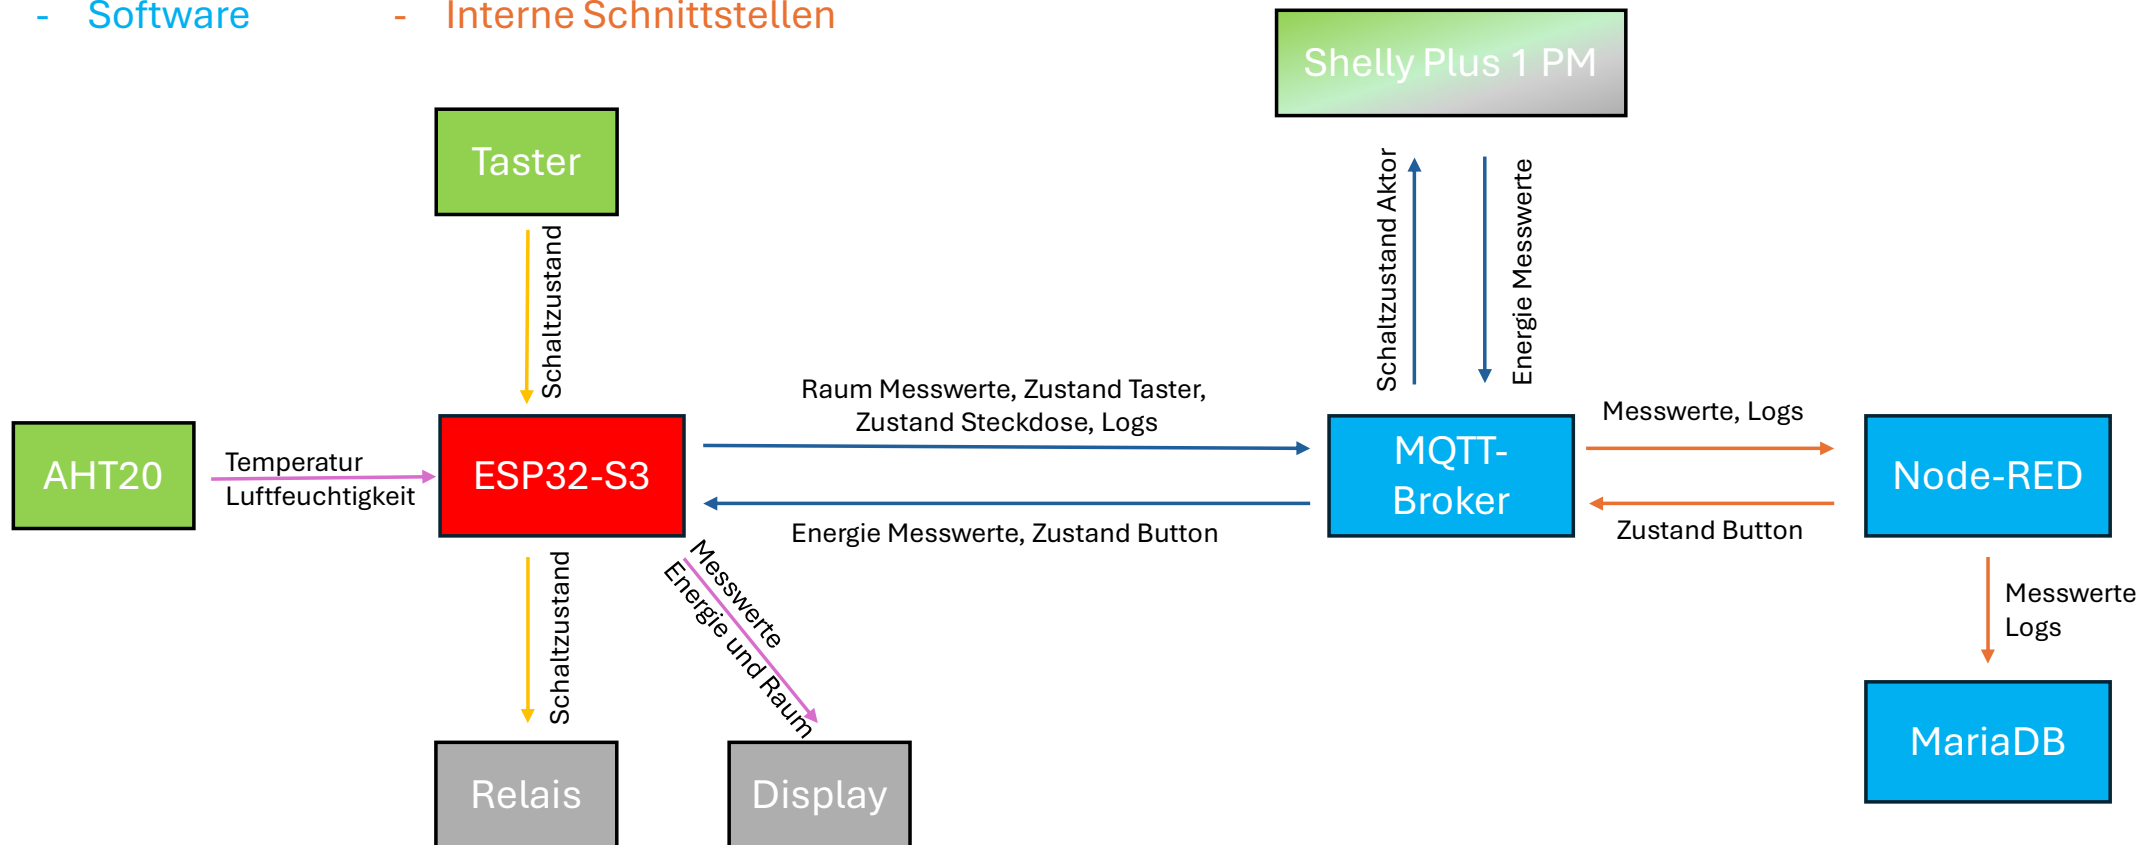 - Software
- Interne Schnittstellen
Shelly Plus 1 PM
Taster
Schaltzustand
Schaltzustand Aktor
Energie Messwerte
Raum Messwerte, Zustand Taster,
Zustand Steckdose, Logs
Messwerte, Logs
AHT20
Temperatur
Luftfeuchtigkeit
ESP32-S3
MQTT-
Broker
Node-RED
Energie Messwerte, Zustand Button
Zustand Button
Schaltzustand
Messwerte
Energie und Raum
Messwerte
Logs
Relais
Display
MariaDB